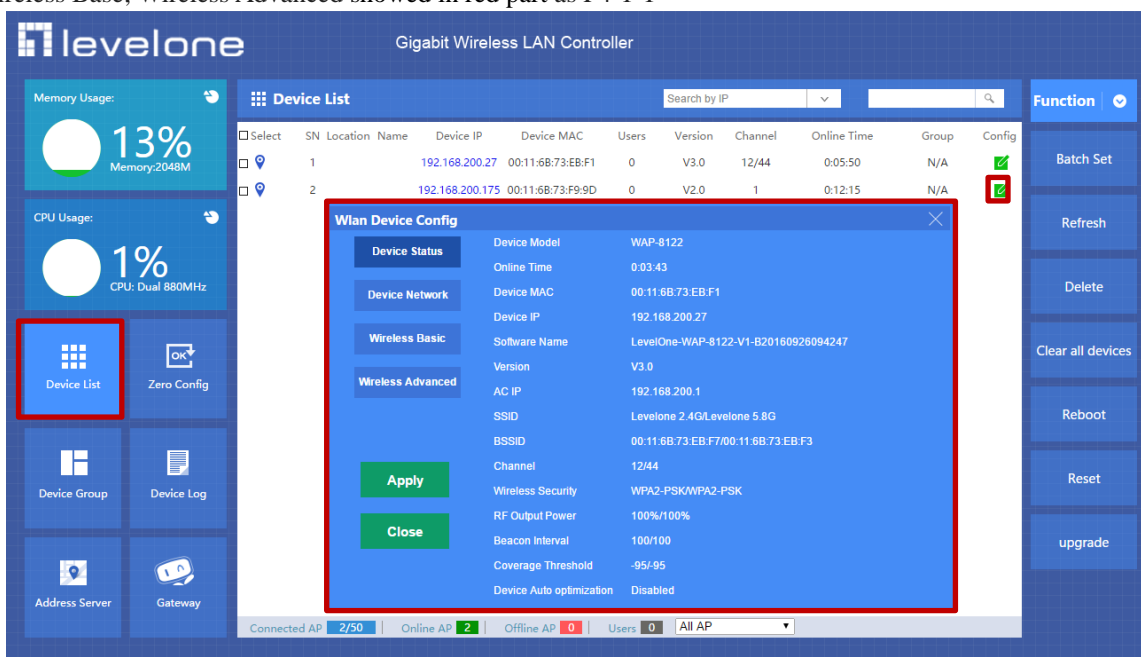 Wireless Advanced showed in red part as
levelone
Gigabit Wireless LAN Controller
Memory Usage:
13%
Memory:2048M
CPU Usage:
1%
CPU: Dual 880MHz
Device List
Zero Config
Device Group
Device Log
Address Server
Gateway
Device List
Search by IP
Select SN Location Name Device IP Device MAC Users Version Channel Online Time Group Config
1 192.168.200.27 00:11:6B:73:EB:F1 0 V3.0 12/44 0:05:50 N/A
2 192.168.200.175 00:11:6B:73:F9:9D 0 V2.0 1 0:12:15 N/A
Wlan Device Config
Device Status
Device Network
Wireless Basic
Wireless Advanced
Apply
Close
Device Model WAP-8122
Online Time 0:03:43
Device MAC 00:11:6B:73:EB:F1
Device IP 192.168.200.27
Software Name LevelOne-WAP-8122-V1-B20160926094247
Version V3.0
AC IP 192.168.200.1
SSID Levelone 2.4G/Levelone 5.8G
BSSID 00:11:6B:73:EB:F7/00:11:6B:73:EB:F3
Channel 12/44
Wireless Security WPA2-PSK/WPA2-PSK
RF Output Power 100%/100%
Beacon Interval 100/100
Coverage Threshold -95/-95
Device Auto optimization Disabled
Connected AP 2/50 | Online AP 2 | Offline AP 0 | Users 0 All AP
Function
Batch Set
Refresh
Delete
Clear all devices
Reboot
Reset
upgrade